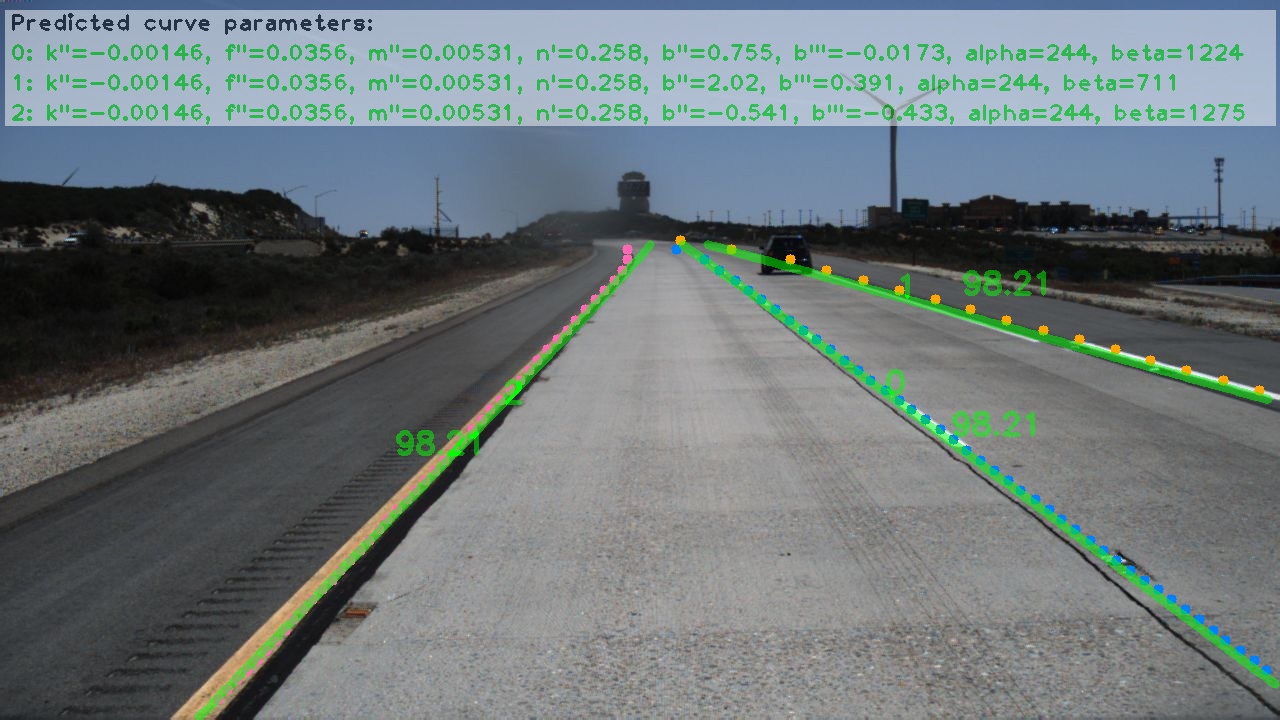 Predicted curve parameters:
0: k''=-0.00146, f''=0.0356, m''=0.00531, n'=0.258, b''=0.755, b'''=-0.0173, alpha=244, beta=1224
1: k''=-0.00146, f''=0.0356, m''=0.00531, n'=0.258, b''=2.02, b'''=0.391, alpha=244, beta=711
2: k''=-0.00146, f''=0.0356, m''=0.00531, n'=0.258, b''=-0.541, b'''=-0.433, alpha=244, beta=1275
1 98.21
0
98.21
2
98.21